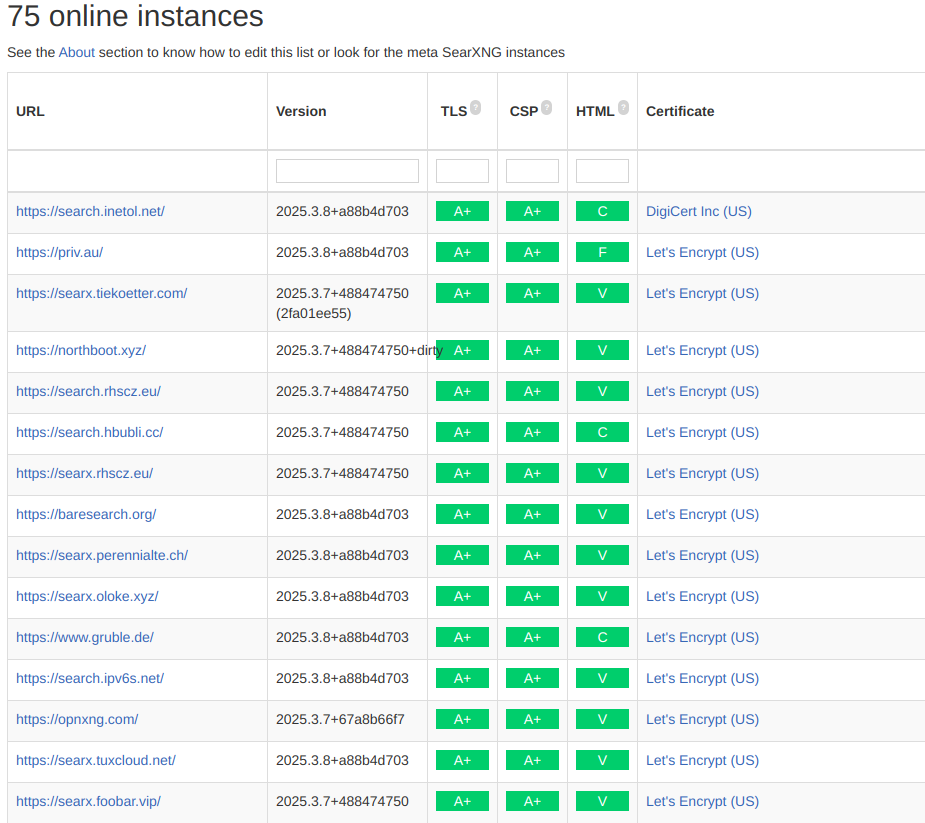 75 online instances
See the About section to know how to edit this list or look for the meta SearXNG instances
URL Version TLS ? CSP ? HTML ? Certificate
https://search.inetol.net/ 2025.3.8+a88b4d703 A+ A+ C DigiCert Inc (US)
https://priv.au/ 2025.3.8+a88b4d703 A+ A+ F Let's Encrypt (US)
https://searx.tiekoetter.com/ 2025.3.7+488474750 A+ A+ V Let's Encrypt (US)
(2fa01ee55)
https://northboot.xyz/ 2025.3.7+488474750+dirty A+ A+ V Let's Encrypt (US)
https://search.rhscz.eu/ 2025.3.7+488474750 A+ A+ V Let's Encrypt (US)
https://search.hbubli.cc/ 2025.3.7+488474750 A+ A+ C Let's Encrypt (US)
https://searx.rhscz.eu/ 2025.3.7+488474750 A+ A+ V Let's Encrypt (US)
https://baresearch.org/ 2025.3.8+a88b4d703 A+ A+ V Let's Encrypt (US)
https://searx.perennialte.ch/ 2025.3.8+a88b4d703 A+ A+ V Let's Encrypt (US)
https://searx.oloke.xyz/ 2025.3.8+a88b4d703 A+ A+ V Let's Encrypt (US)
https://www.gruble.de/ 2025.3.8+a88b4d703 A+ A+ C Let's Encrypt (US)
https://search.ipv6s.net/ 2025.3.8+a88b4d703 A+ A+ V Let's Encrypt (US)
https://opnxng.com/ 2025.3.7+67a8b66f7 A+ A+ V Let's Encrypt (US)
https://searx.tuxcloud.net/ 2025.3.8+a88b4d703 A+ A+ V Let's Encrypt (US)
https://searx.foobar.vip/ 2025.3.7+488474750 A+ A+ V Let's Encrypt (US)